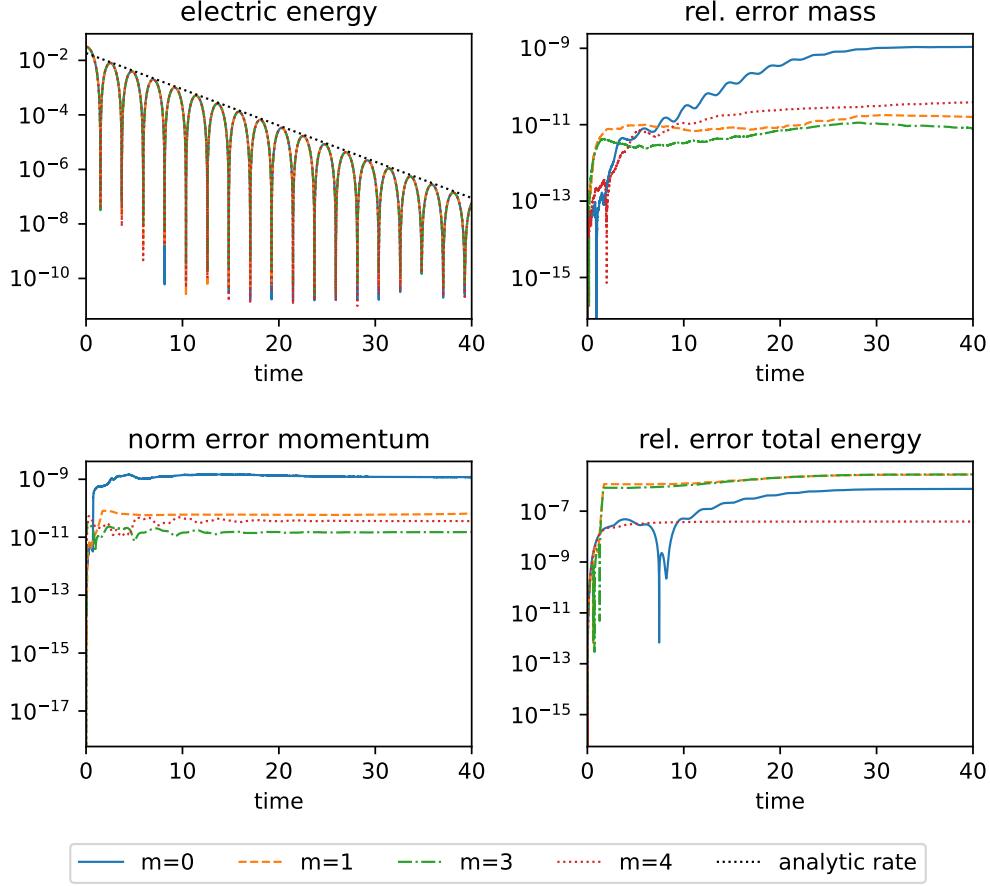 electric energy
rel. error mass
10⁻²
10⁻⁴
10⁻⁶
10⁻⁸
10⁻¹⁰
0 10 20 30 40
time
10⁻⁹
10⁻¹¹
10⁻¹³
10⁻¹⁵
0 10 20 30 40
time
norm error momentum
rel. error total energy
10⁻⁹
10⁻¹¹
10⁻¹³
10⁻¹⁵
10⁻¹⁷
0 10 20 30 40
time
10⁻⁷
10⁻⁹
10⁻¹¹
10⁻¹³
10⁻¹⁵
0 10 20 30 40
time
m=0 m=1 m=3 m=4 analytic rate